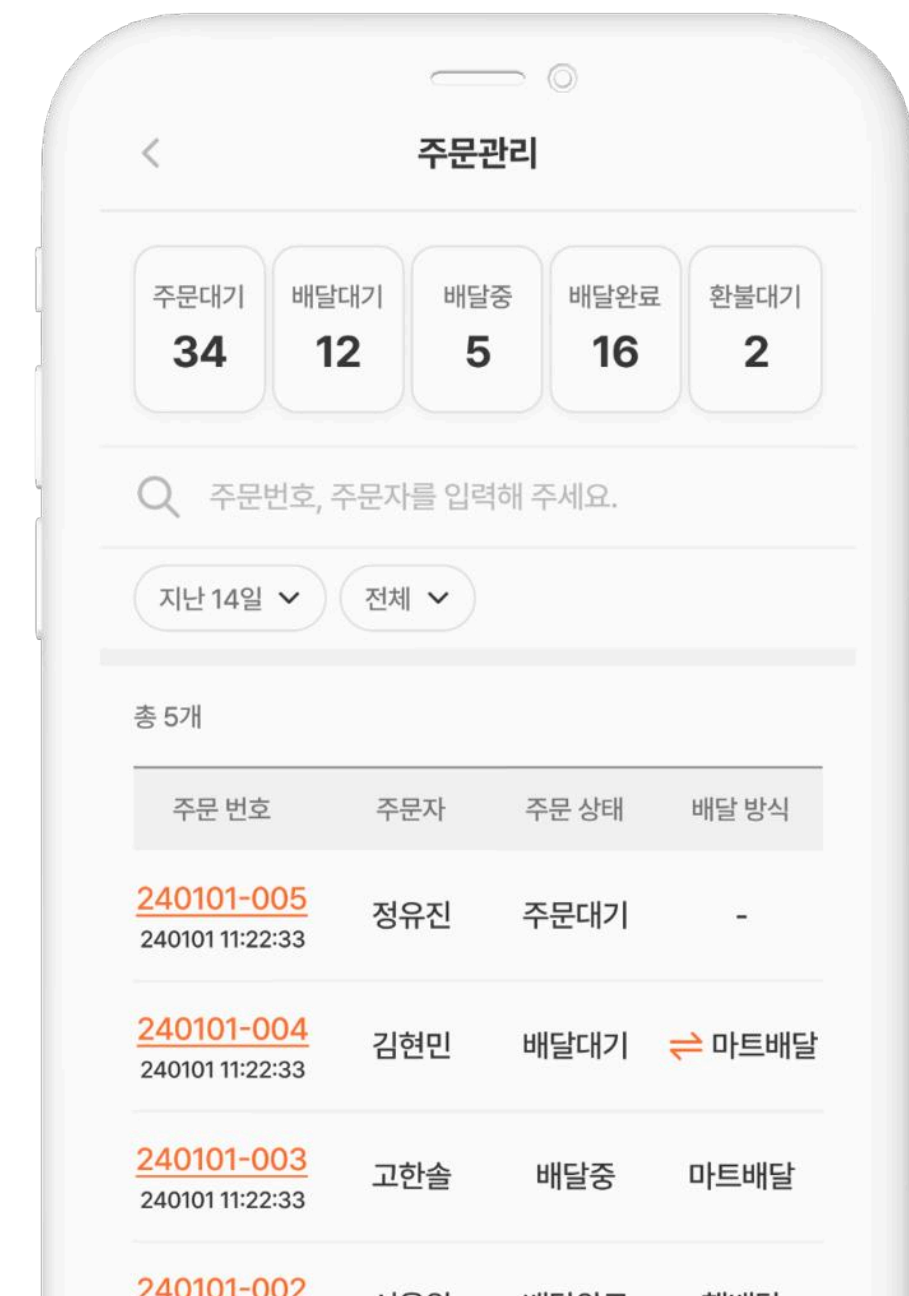 주문관리
주문대기 배달대기 배달중 배달완료 환불대기
34 12 5 16 2
주문번호, 주문자를 입력해 주세요.
지난 14일 전체
총 5개
주문 번호 주문자 주문 상태 배달 방식
240101-005
정유진 주문대기 -
240101 11:22:33
240101-004
김현민 배달대기 ⇌ 마트배달
240101 11:22:33
240101-003
고한솔 배달중 마트배달
240101 11:22:33
240101-002